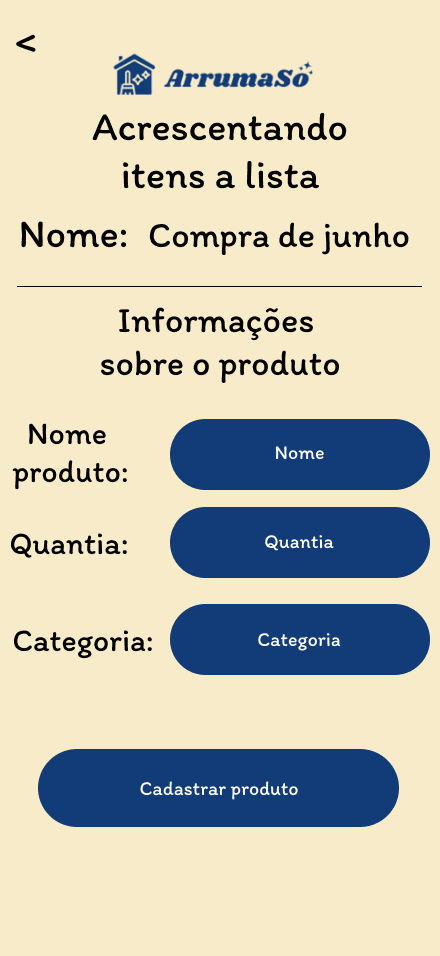 <
ArrumaSó
Acrescentando
itens a lista
Nome: Compra de junho
Informações
sobre o produto
Nome
produto:
Nome
Quantia:
Quantia
Categoria:
Categoria
Cadastrar produto